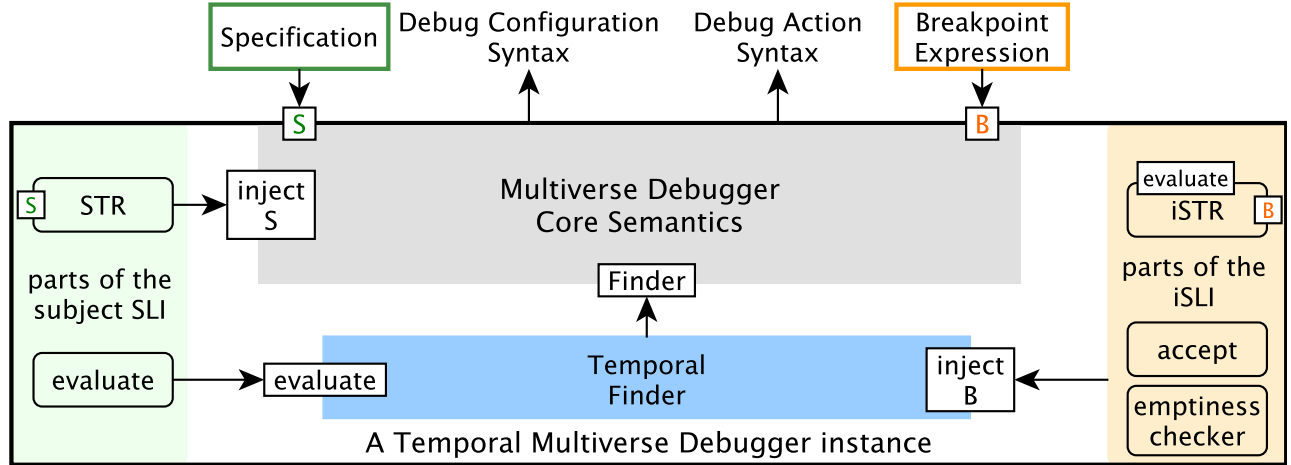 Specification
Debug Configuration
Syntax
Debug Action
Syntax
Breakpoint
Expression
S
B
S
STR
inject
S
Multiverse Debugger
Core Semantics
evaluate
iSTR
B
parts of the
subject SLI
Finder
parts of the
iSLI
evaluate
evaluate
Temporal
Finder
inject
B
accept
emptiness
checker
A Temporal Multiverse Debugger instance